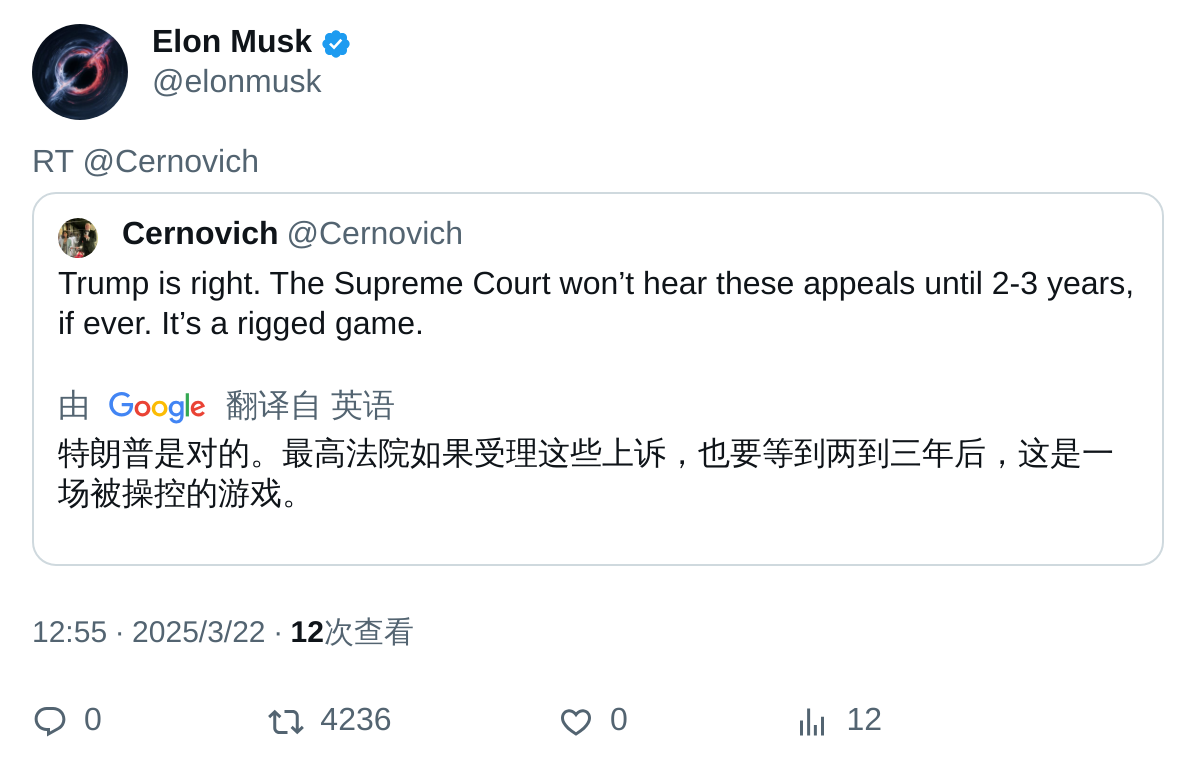 Elon Musk
@elonmusk
RT @Cernovich
Cernovich @Cernovich
Trump is right. The Supreme Court won’t hear these appeals until 2-3 years,
if ever. It’s a rigged game.
由 Google 翻译自 英语
特朗普是对的。最高法院如果受理这些上诉，也要等到两到三年后，这是一
场被操控的游戏。
12:55 · 2025/3/22 · 12次查看
0 4236 0 12